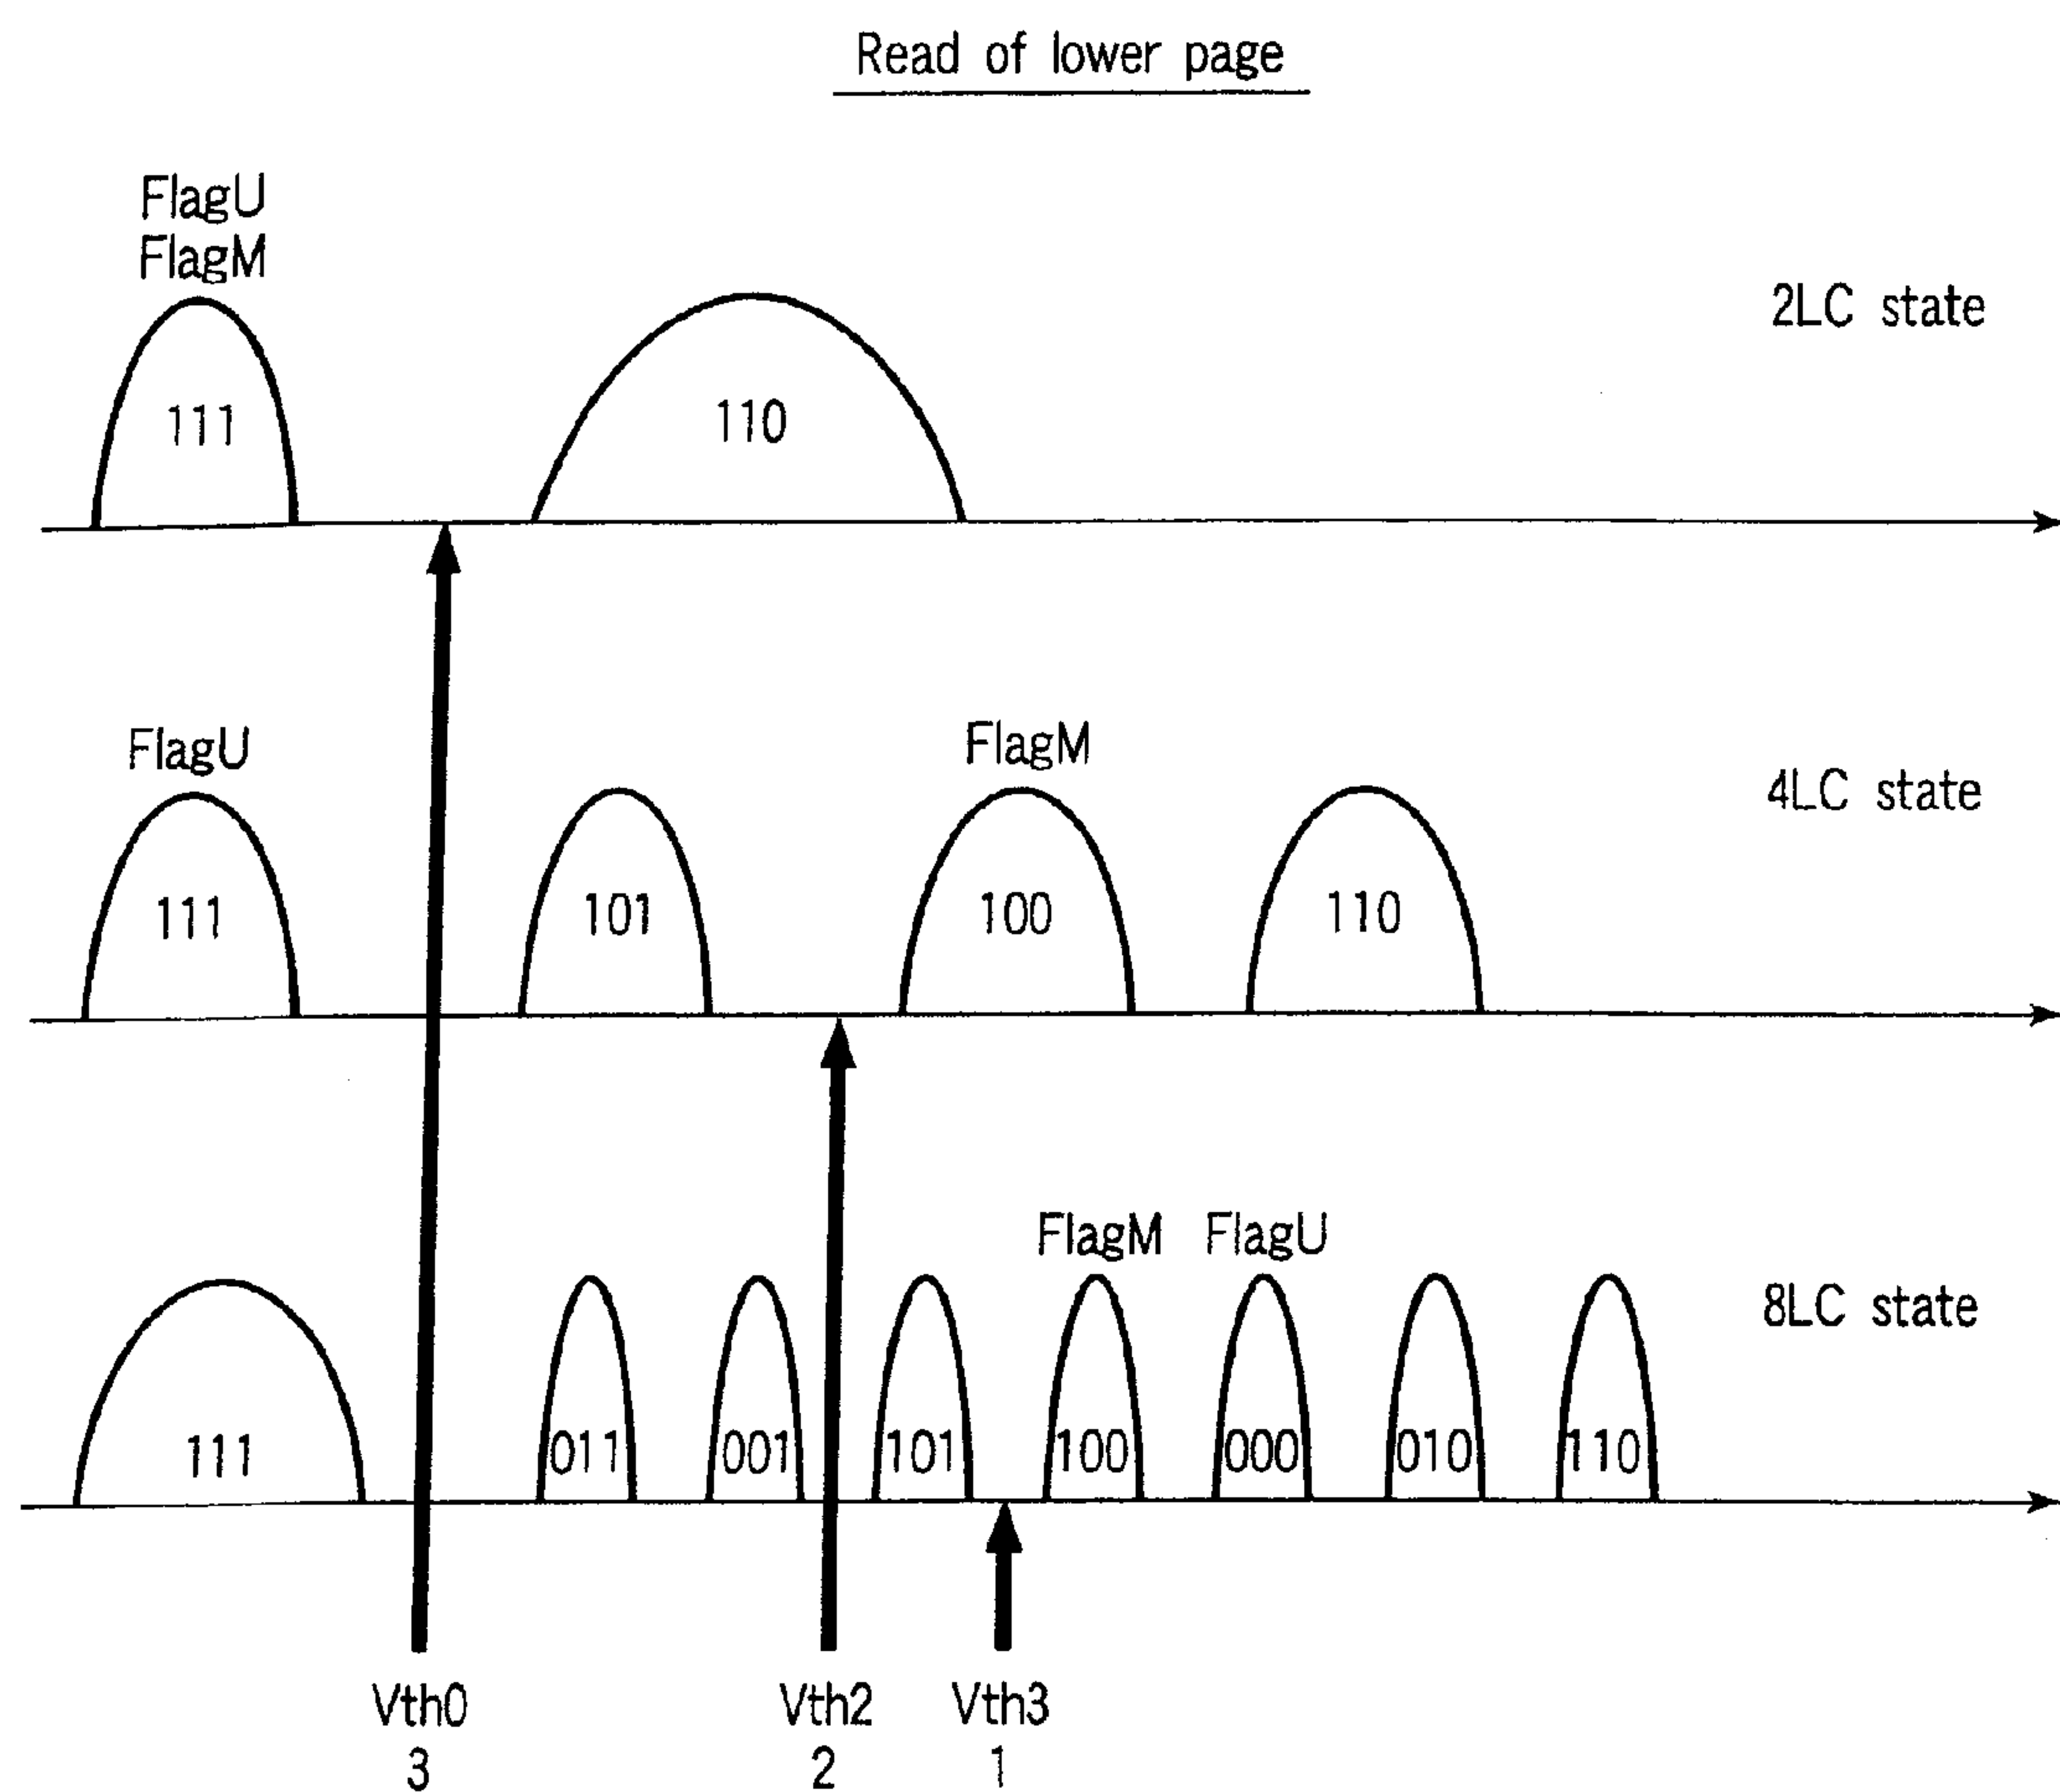 Read of lower page
FlagU
FlagM
2LC state
111 110
FlagU FlagM
4LC state
111 101 100 110
FlagM FlagU
8LC state
111 011 001 101 100 000 010 110
Vth0 Vth2 Vth3
3 2 1